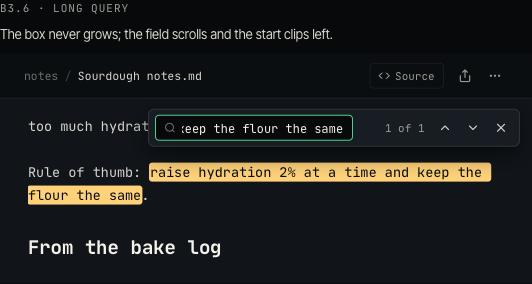 B3.6 · LONG QUERY
The box never grows; the field scrolls and the start clips left.
notes / Sourdough notes.md
<> Source
too much hydrat
keep the flour the same
1 of 1
Rule of thumb: raise hydration 2% at a time and keep the
flour the same.
From the bake log